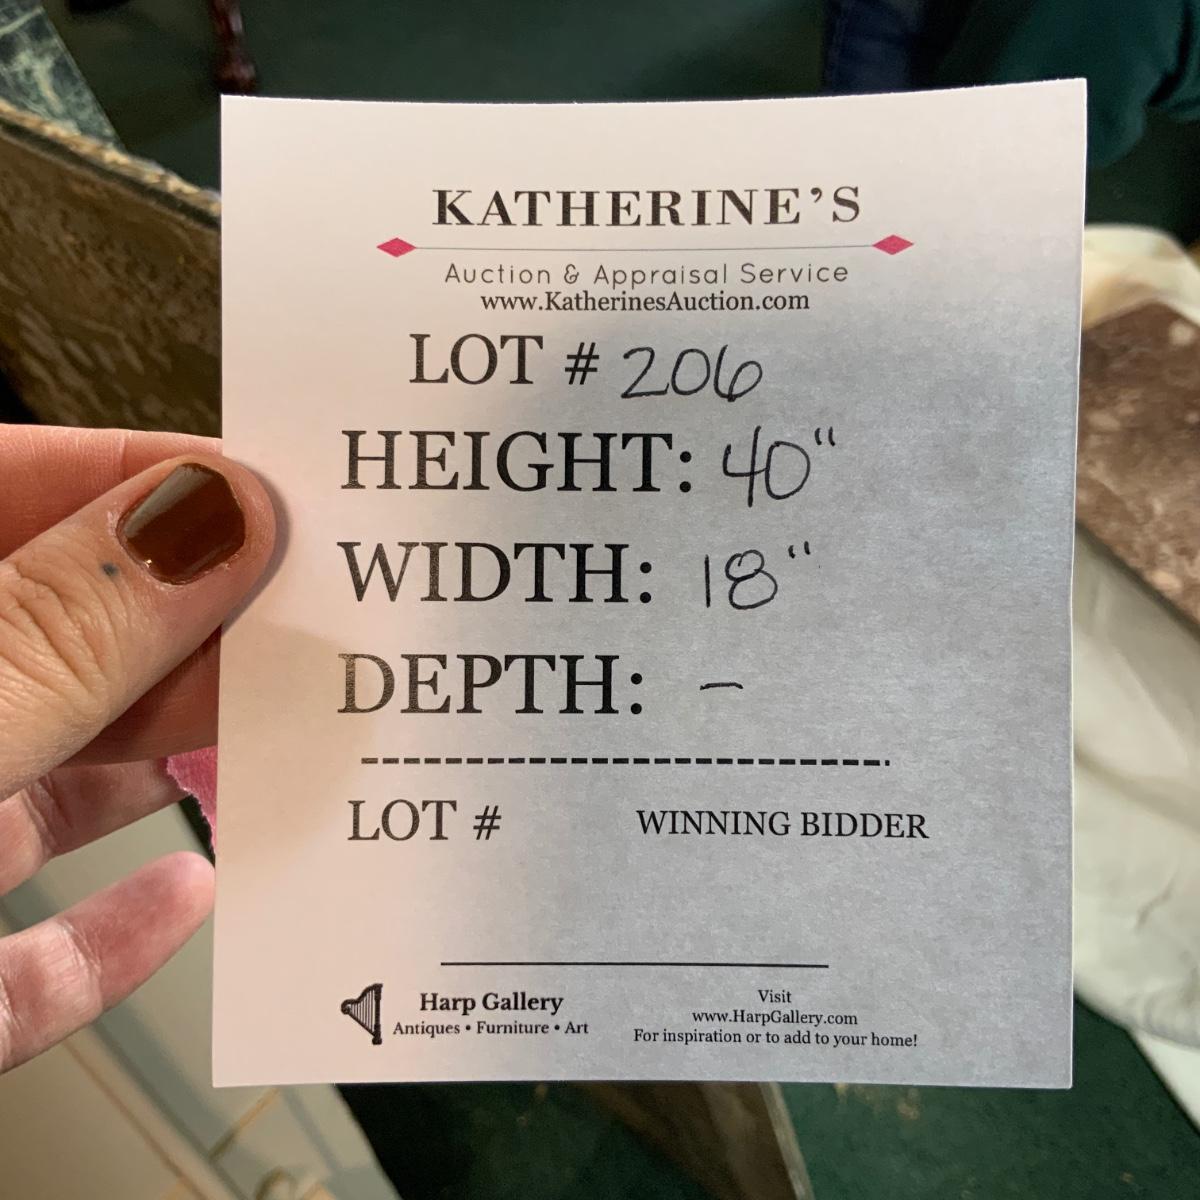 KATHERINE'S
Auction & Appraisal Service
www.KatherinesAuction.com
LOT # 206
HEIGHT: 40"
WIDTH: 18"
DEPTH: -
LOT # WINNING BIDDER
Harp Gallery
Antiques • Furniture • Art
Visit
www.HarpGallery.com
For inspiration or to add to your home!